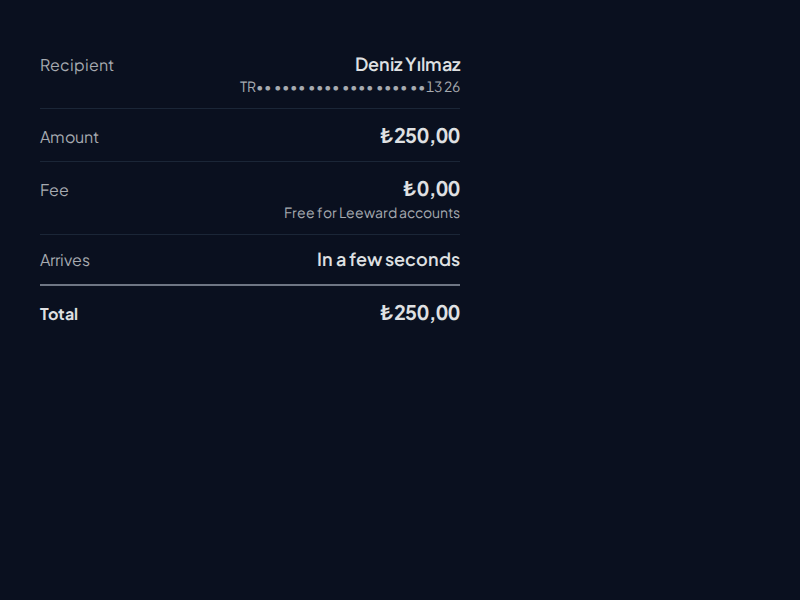 Recipient
Deniz Yılmaz
TR•• •••• •••• •••• •••• ••13 26
Amount
₺250,00
Fee
₺0,00
Free for Leeward accounts
Arrives
In a few seconds
Total
₺250,00